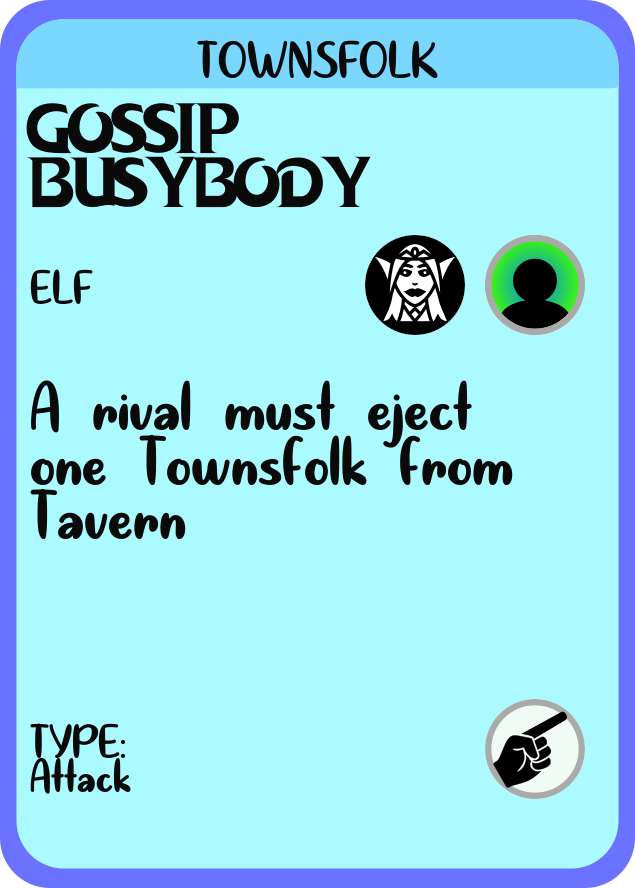 TOWNSFOLK
GOSSIP
BUSYBODY
ELF
A rival must eject
one Townsfolk from
Tavern
TYPE:
Attack